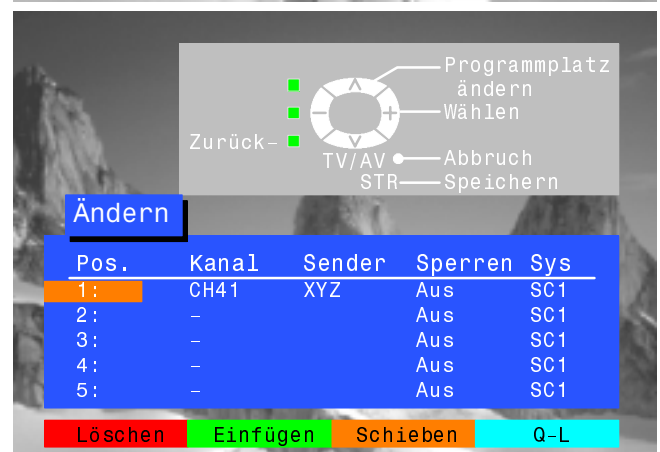 Programmplatz
ändern
Wählen
Zurück–
TV/AV
Abbruch
STR
Speichern
Ändern
Pos. Kanal Sender Sperren Sys
1: CH41 XYZ Aus SC1
2: – Aus SC1
3: – Aus SC1
4: – Aus SC1
5: – Aus SC1
Löschen Einfügen Schieben Q–L